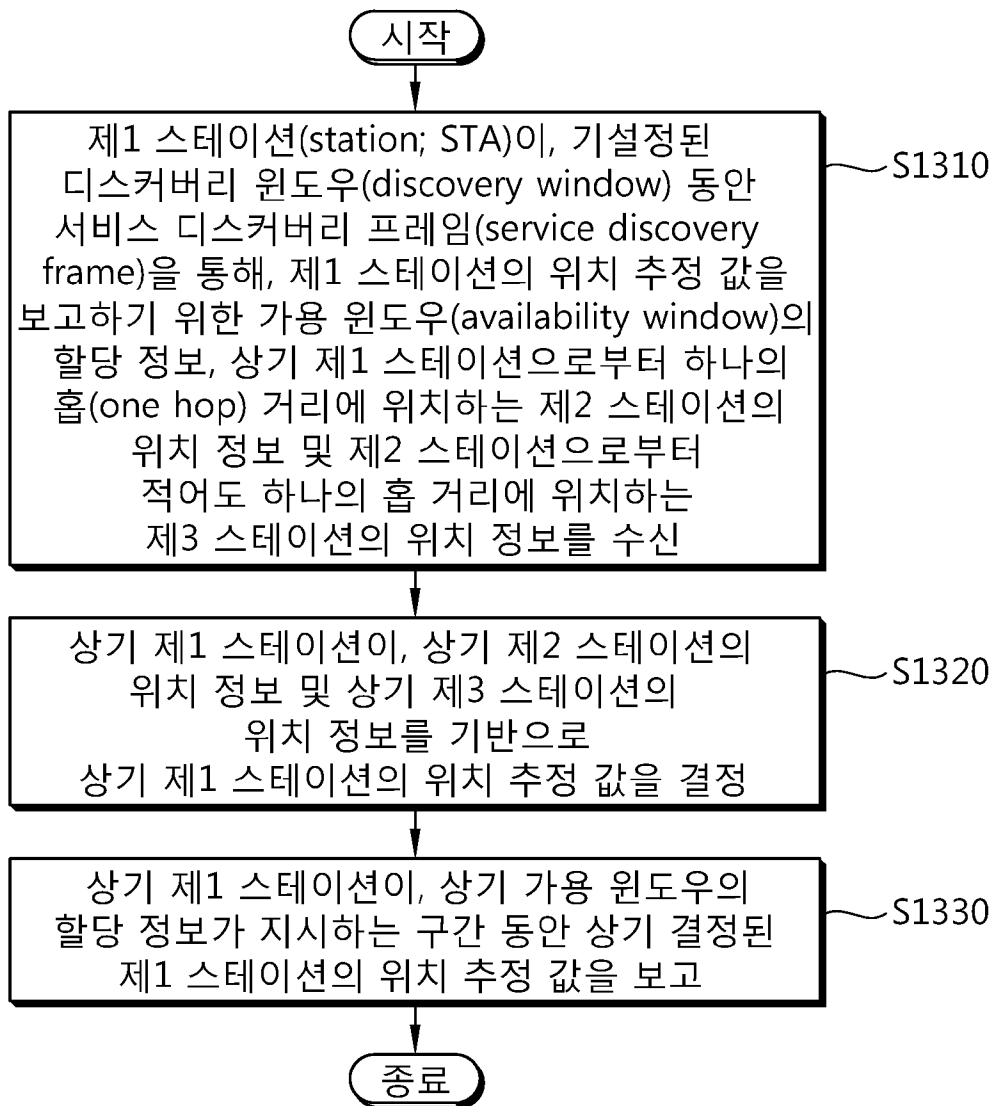 시작
제1 스테이션(station; STA)이, 기설정된
디스커버리 윈도우(discovery window) 동안
서비스 디스커버리 프레임(service discovery
frame)을 통해, 제1 스테이션의 위치 추정 값을
보고하기 위한 가용 윈도우(availability window)의
할당 정보, 상기 제1 스테이션으로부터 하나의
홉(one hop) 거리에 위치하는 제2 스테이션의
위치 정보 및 제2 스테이션으로부터
적어도 하나의 홉 거리에 위치하는
제3 스테이션의 위치 정보를 수신
S1310
상기 제1 스테이션이, 상기 제2 스테이션의
위치 정보 및 상기 제3 스테이션의
위치 정보를 기반으로
상기 제1 스테이션의 위치 추정 값을 결정
S1320
상기 제1 스테이션이, 상기 가용 윈도우의
할당 정보가 지시하는 구간 동안 상기 결정된
제1 스테이션의 위치 추정 값을 보고
S1330
종료